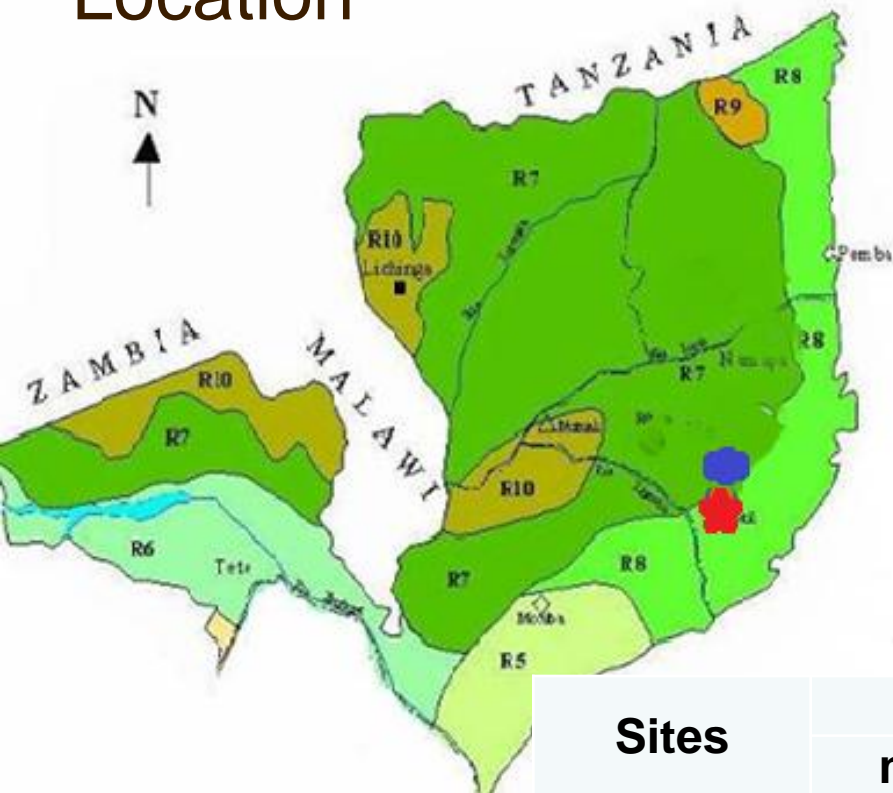 Location
N
TANZANIA
R8
R9
R7
R10
Lichinga
Pemba
ZAMBIA
MALAWI
R8
R10
R7
R7
R10
R6
R8
Tete
R7
R5
Sites